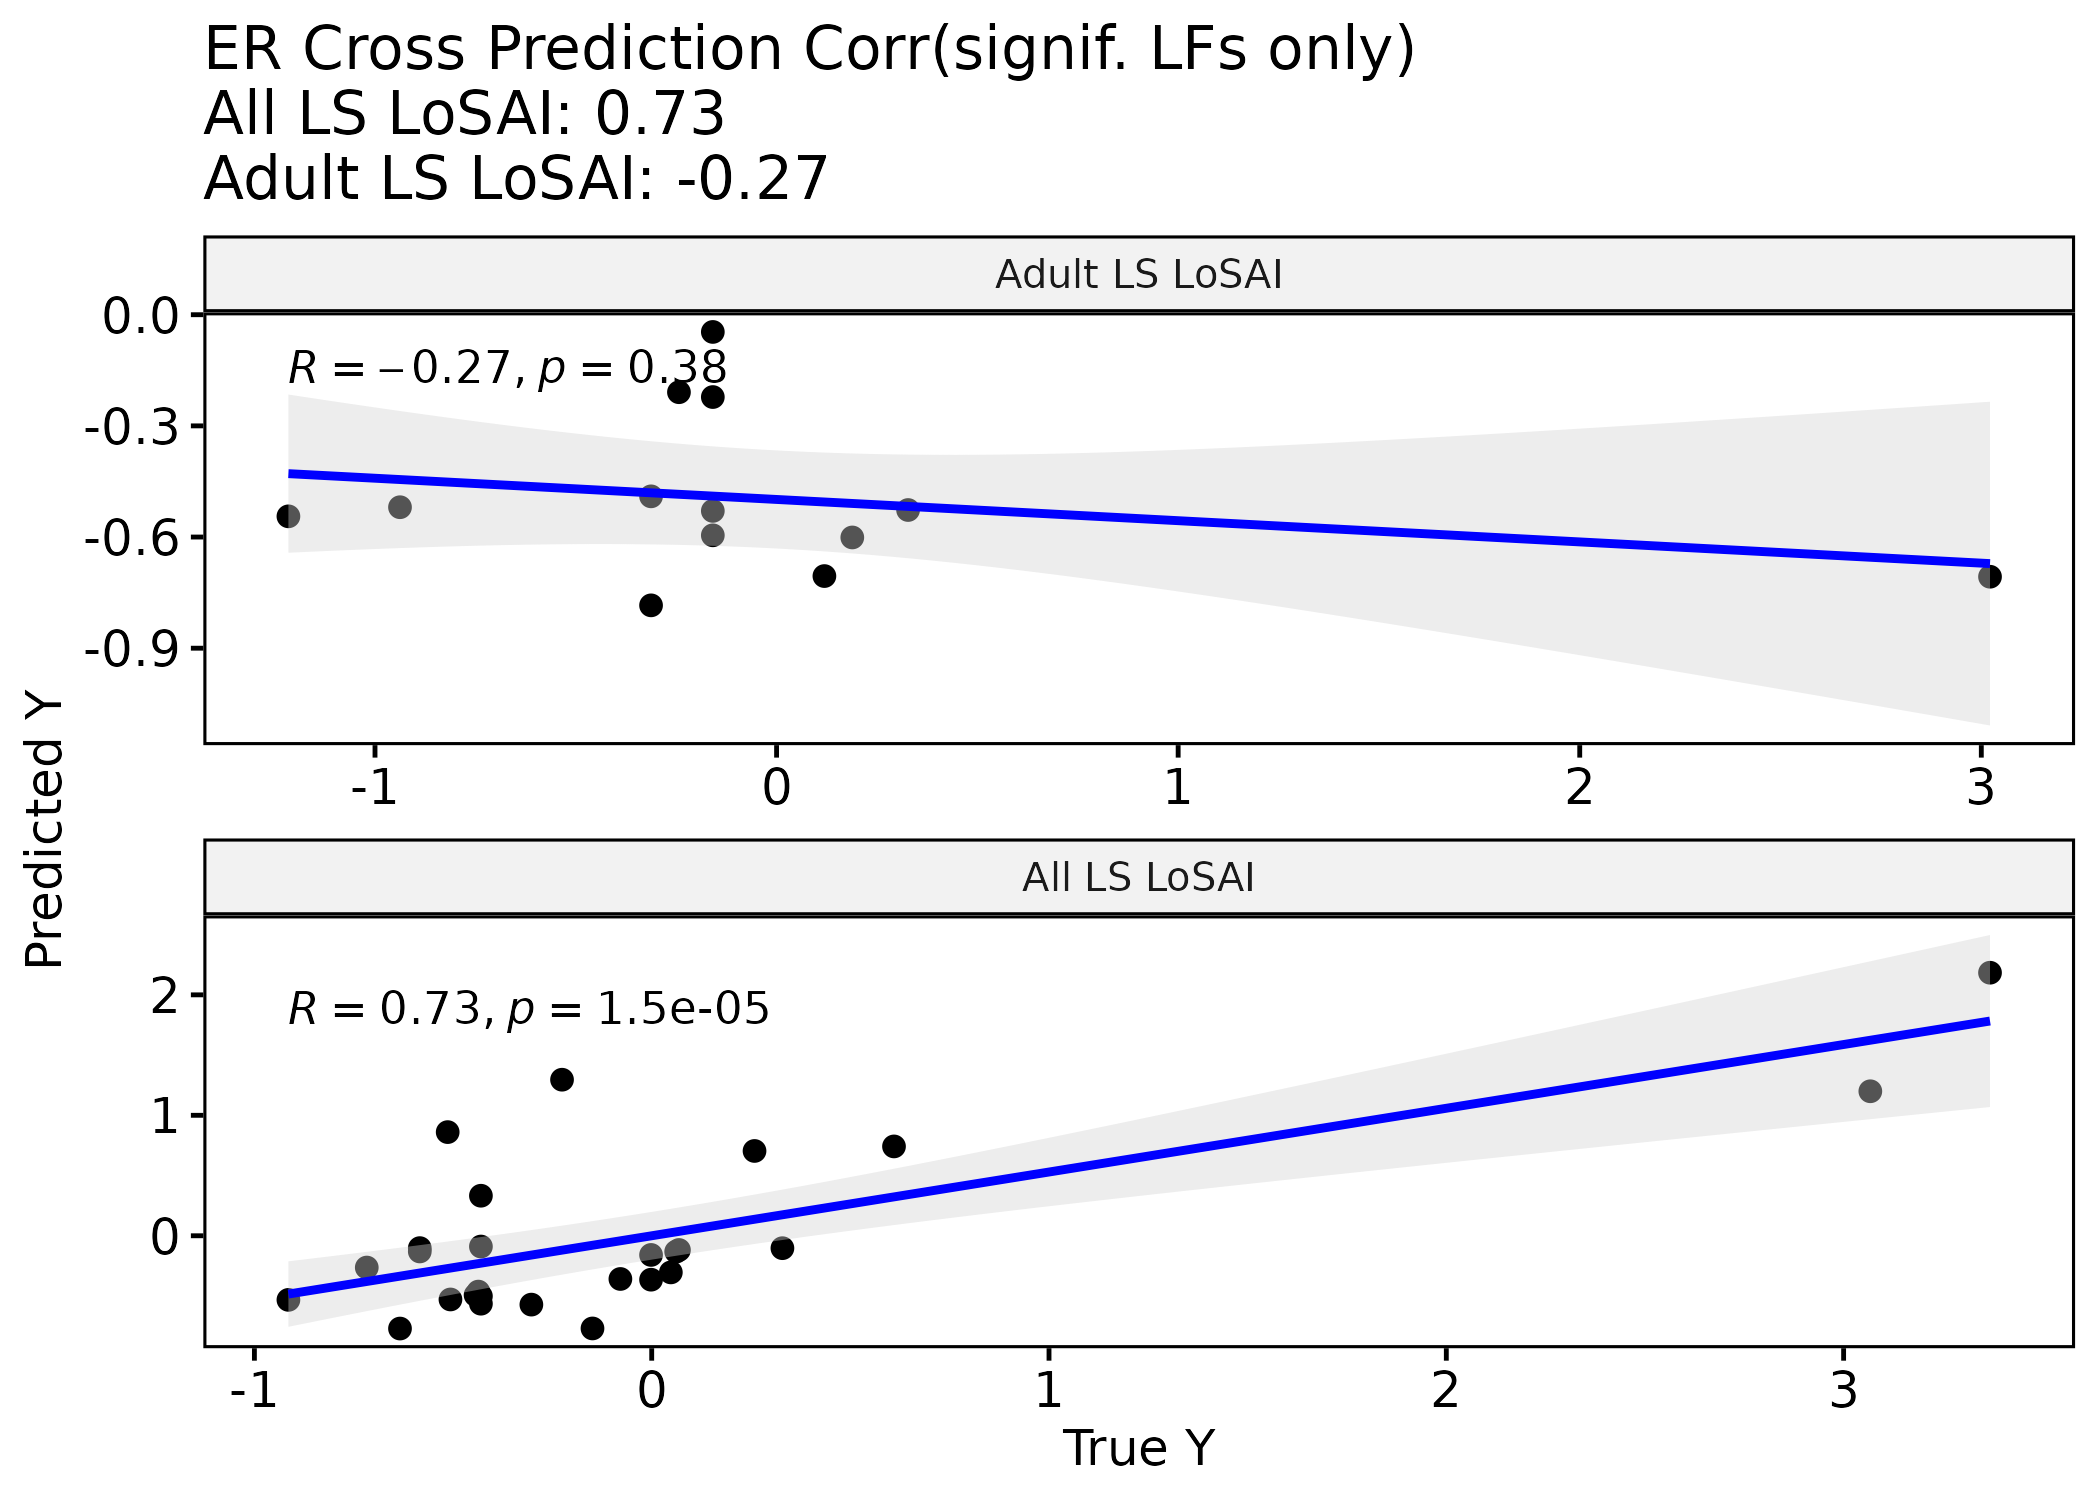 ER Cross Prediction Corr(signif. LFs only)
All LS LoSAI: 0.73
Adult LS LoSAI: -0.27
Adult LS LoSAI
0.0
-0.3
-0.6
-0.9
R = −0.27, p = 0.38
-1 0 1 2 3
Predicted Y
All LS LoSAI
2
1
0
R = 0.73, p = 1.5e-05
-1 0 1 2 3
True Y